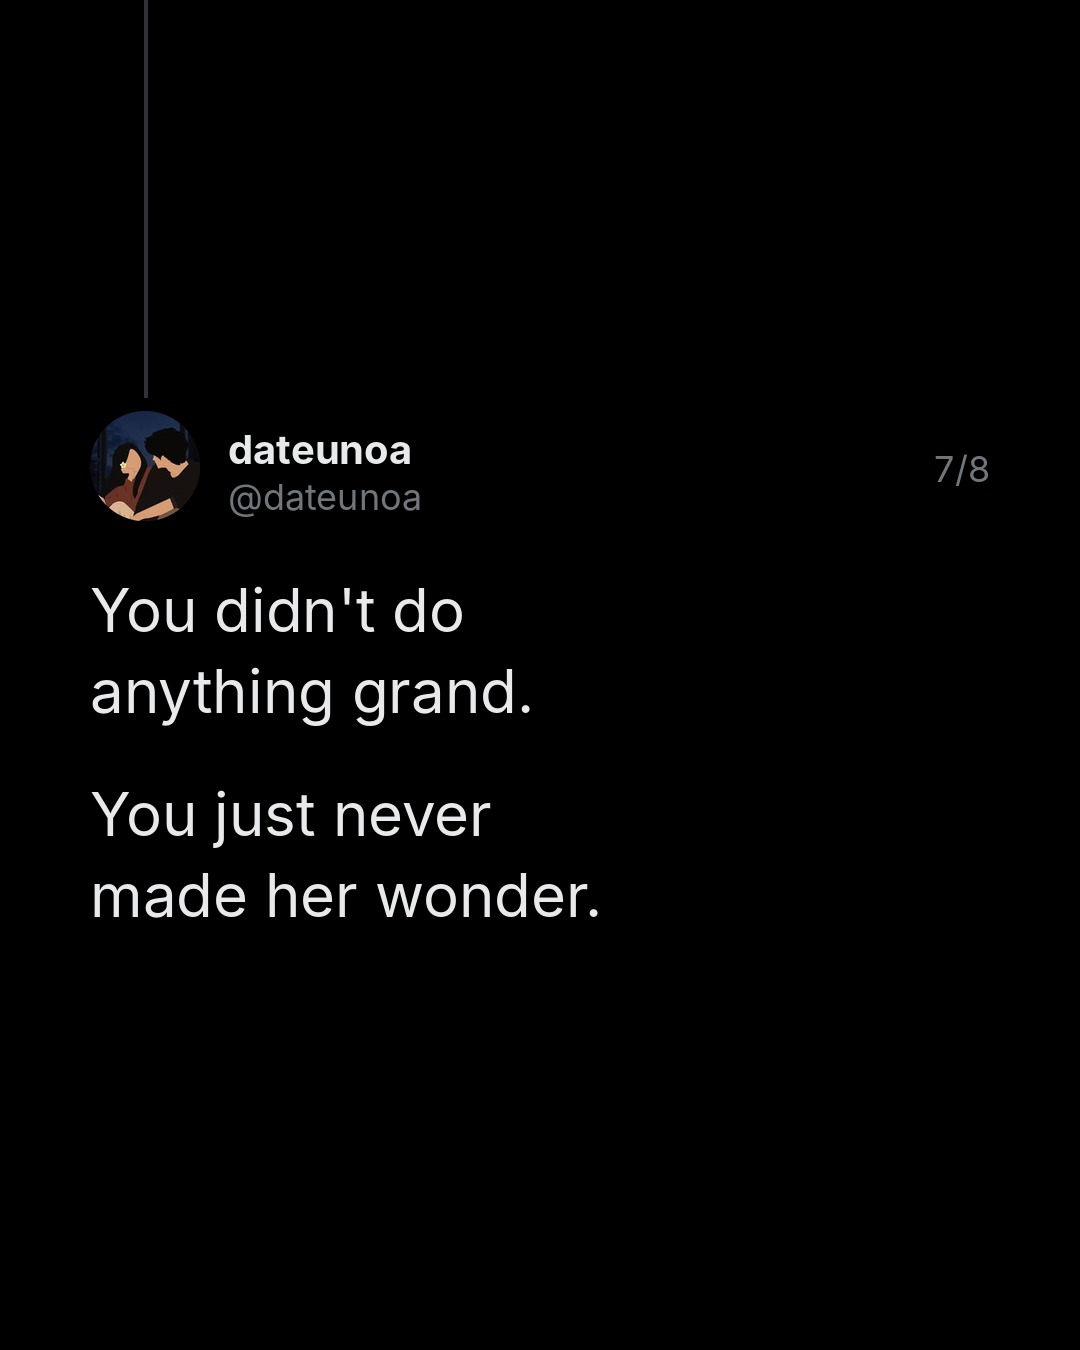 dateunoa
@dateunoa
7/8
You didn't do
anything grand.
You just never
made her wonder.